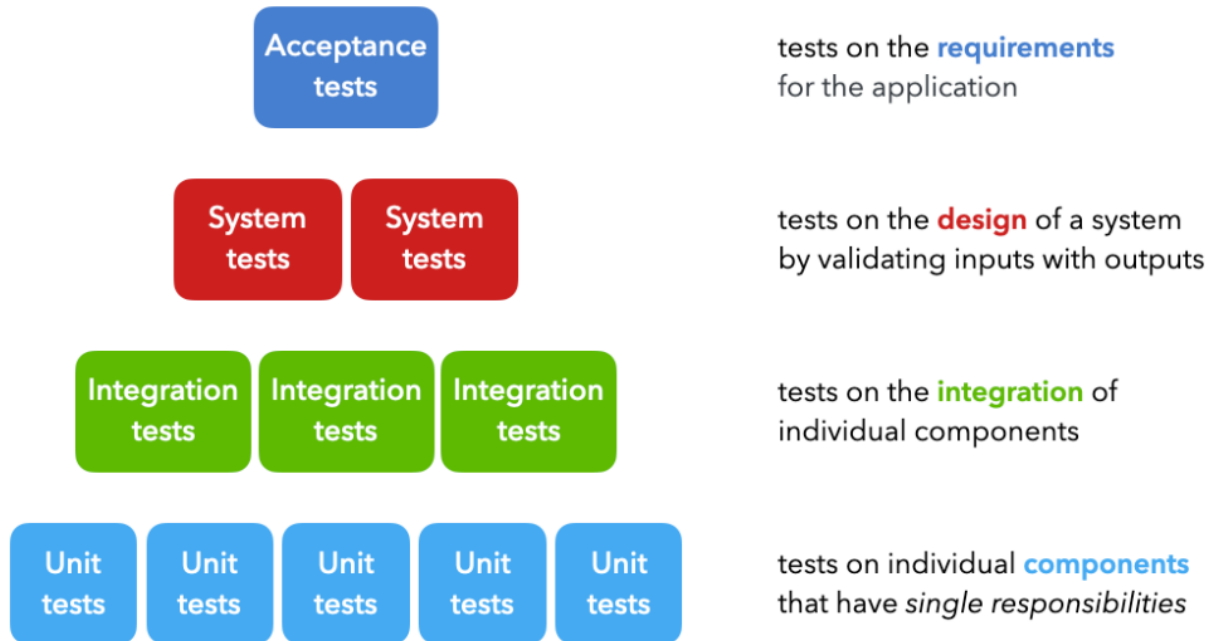 Acceptance
tests
tests on the requirements
for the application
System
tests
System
tests
tests on the design of a system
by validating inputs with outputs
Integration
tests
Integration
tests
Integration
tests
tests on the integration of
individual components
Unit
tests
Unit
tests
Unit
tests
Unit
tests
Unit
tests
tests on individual components
that have single responsibilities